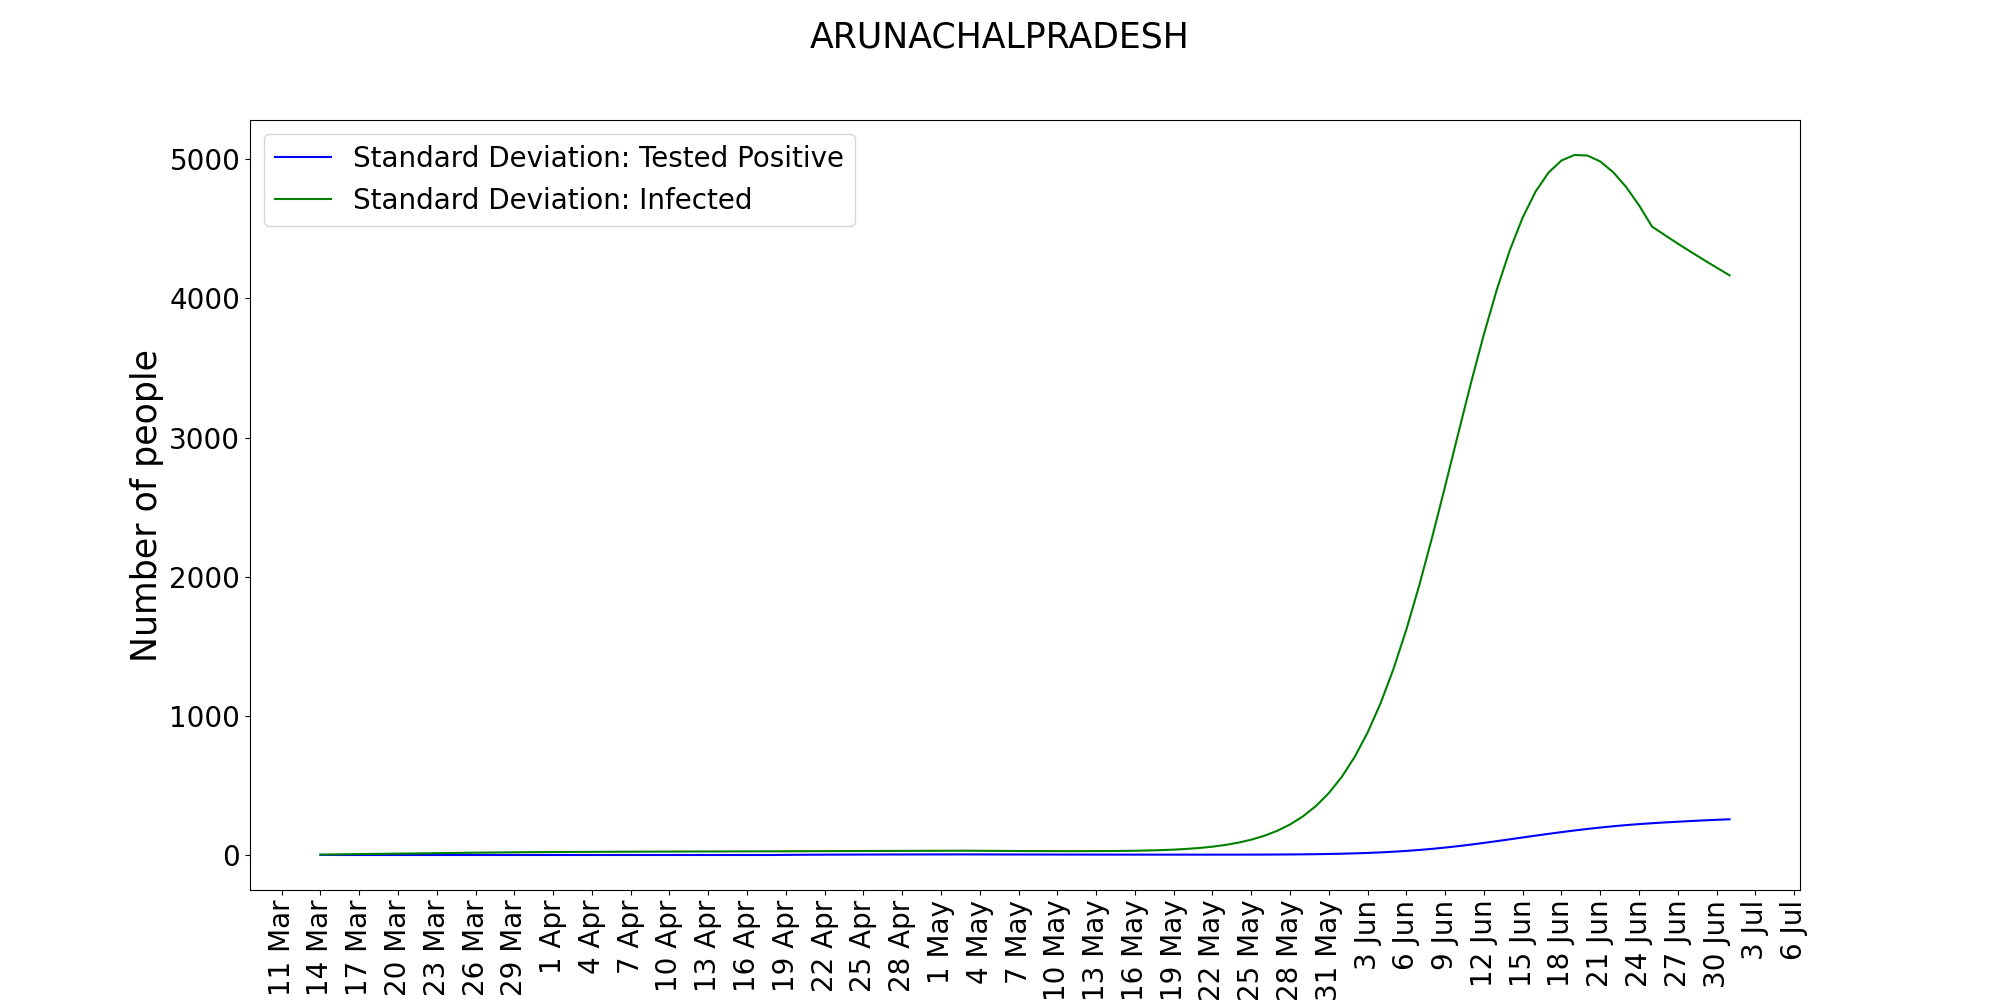 ARUNACHALPRADESH
Standard Deviation: Tested Positive
Standard Deviation: Infected
Number of people
5000
4000
3000
2000
1000
0
11 Mar
14 Mar
17 Mar
20 Mar
23 Mar
26 Mar
29 Mar
1 Apr
4 Apr
7 Apr
10 Apr
13 Apr
16 Apr
19 Apr
22 Apr
25 Apr
28 Apr
1 May
4 May
7 May
10 May
13 May
16 May
19 May
22 May
25 May
28 May
31 May
3 Jun
6 Jun
9 Jun
12 Jun
15 Jun
18 Jun
21 Jun
24 Jun
27 Jun
30 Jun
3 Jul
6 Jul